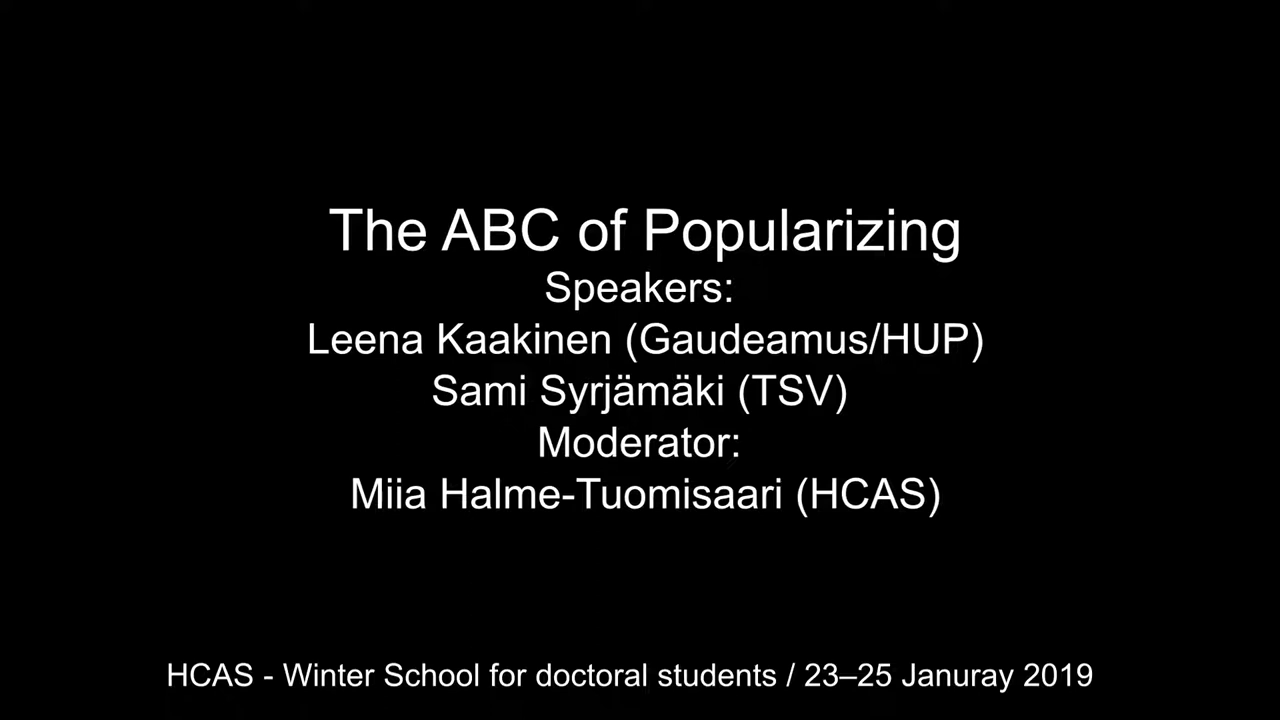 The ABC of Popularizing
Speakers:
Leena Kaakinen (Gaudeamus/HUP)
Sami Syrjämäki (TSV)
Moderator:
Miia Halme-Tuomisaari (HCAS)
HCAS - Winter School for doctoral students / 23–25 Januray 2019